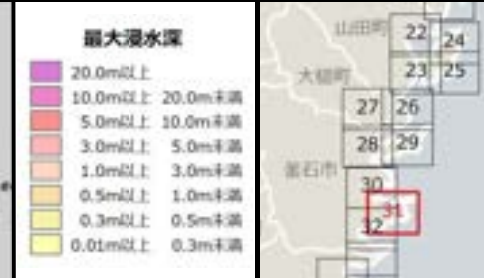 最大浸水深
20.0m以上
10.0m以上 20.0m未満
5.0m以上 10.0m未満
3.0m以上 5.0m未満
1.0m以上 3.0m未満
0.5m以上 1.0m未満
0.3m以上 0.5m未満
0.01m以上 0.3m未満
山田町
22
24
23
25
大槌町
27
26
28
29
釜石市
30
31
32